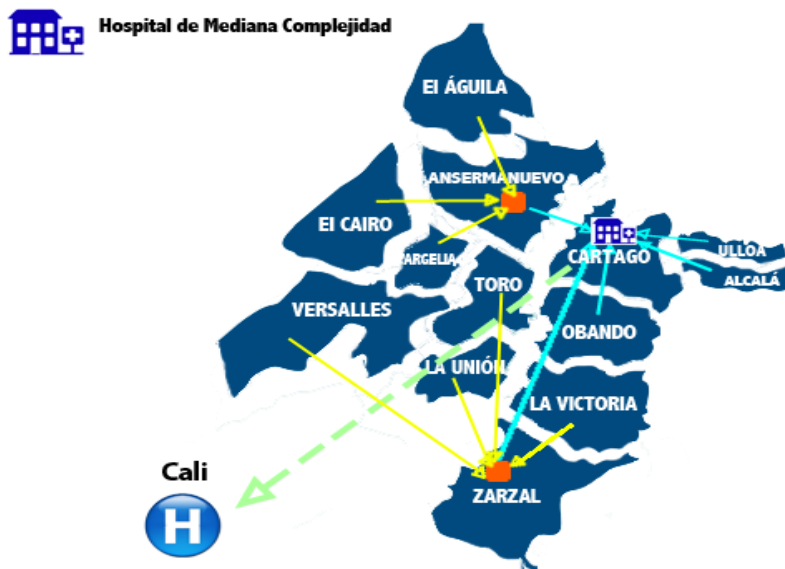 Hospital de Mediana Complejidad
El ÁGUILA
ANSERMANUEVO
El CAIRO
CARTAGO
ULLOA
ARGELIA
TORO
ALCALÁ
VERSALLES
OBANDO
LA UNIÓN
LA VICTORIA
Cali
ZARZAL
H